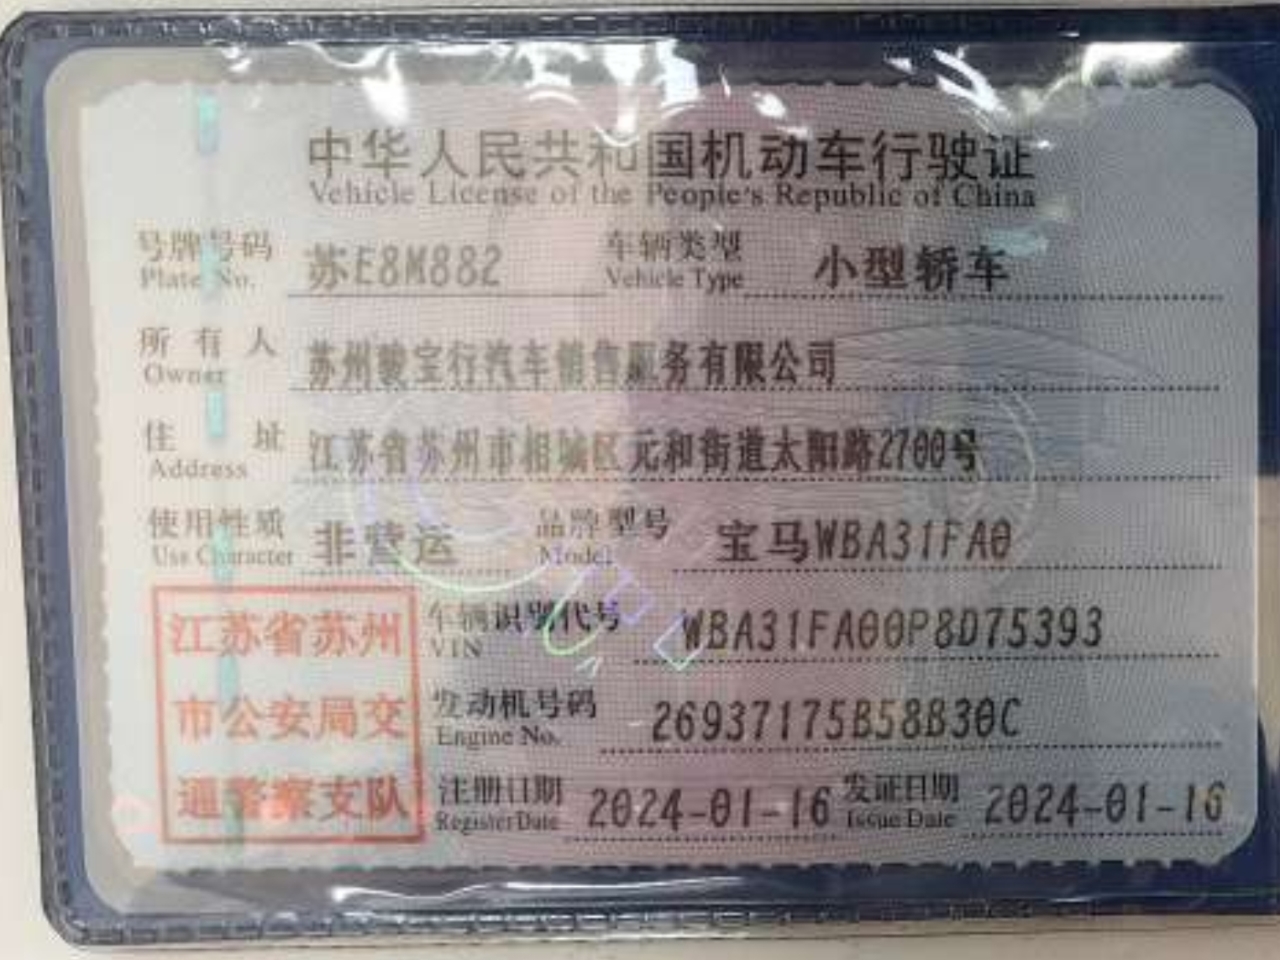 中华人民共和国机动车行驶证
Vehicle License of the People's Republic of China
号牌号码 苏E8M882 车辆类型 小型轿车
Plate No. Vehicle Type
所有人 苏州骏宝行汽车销售服务有限公司
Owner
住址 江苏省苏州市相城区元和街道太阳路2700号
Address
使用性质 非营运 品牌型号 宝马WBA31FA0
Use Character Model
江苏省苏州 车辆识别代号 WBA31FA00P8D75393
VIN
市公安局交 发动机号码 26937175B58B30C
Engine No.
通警察支队 注册日期 2024-01-16 发证日期 2024-01-16
Register Date Issue Date